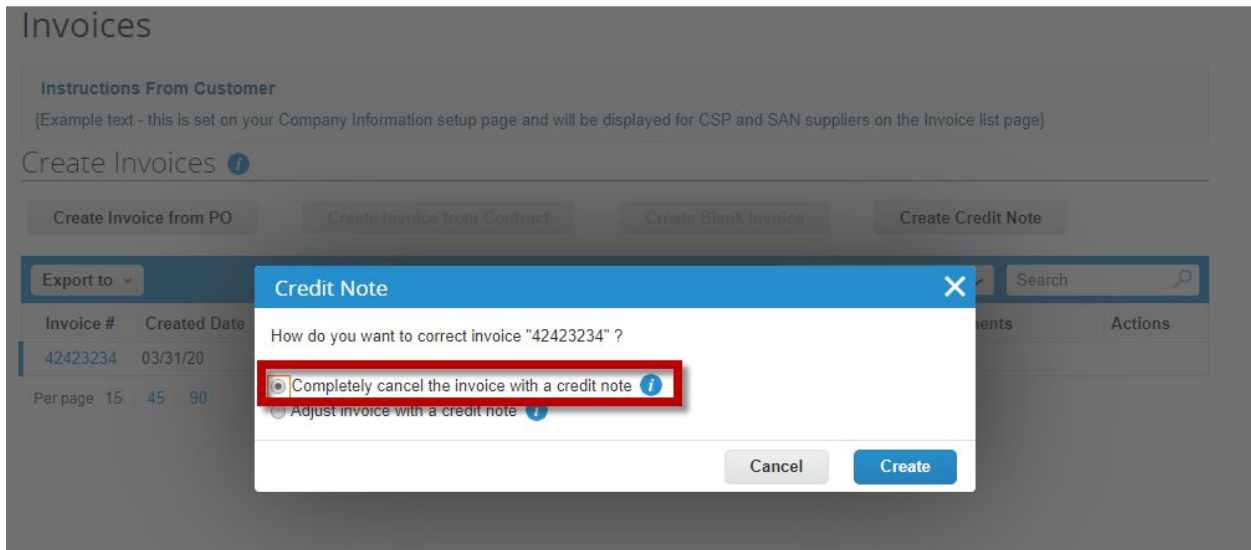 Invoices
Instructions From Customer
{Example text - this is set on your Company Information setup page and will be displayed for CSP and SAN suppliers on the Invoice list page}
Create Invoices i
Create Invoice from PO Create Invoice from Contract Create Blank Invoice Create Credit Note
Export to Search
Credit Note
Invoice # Created Date Actions
How do you want to correct invoice "42423234" ?
42423234 03/31/20
Completely cancel the invoice with a credit note i
Per page 15 45 90
Adjust invoice with a credit note i
Cancel Create